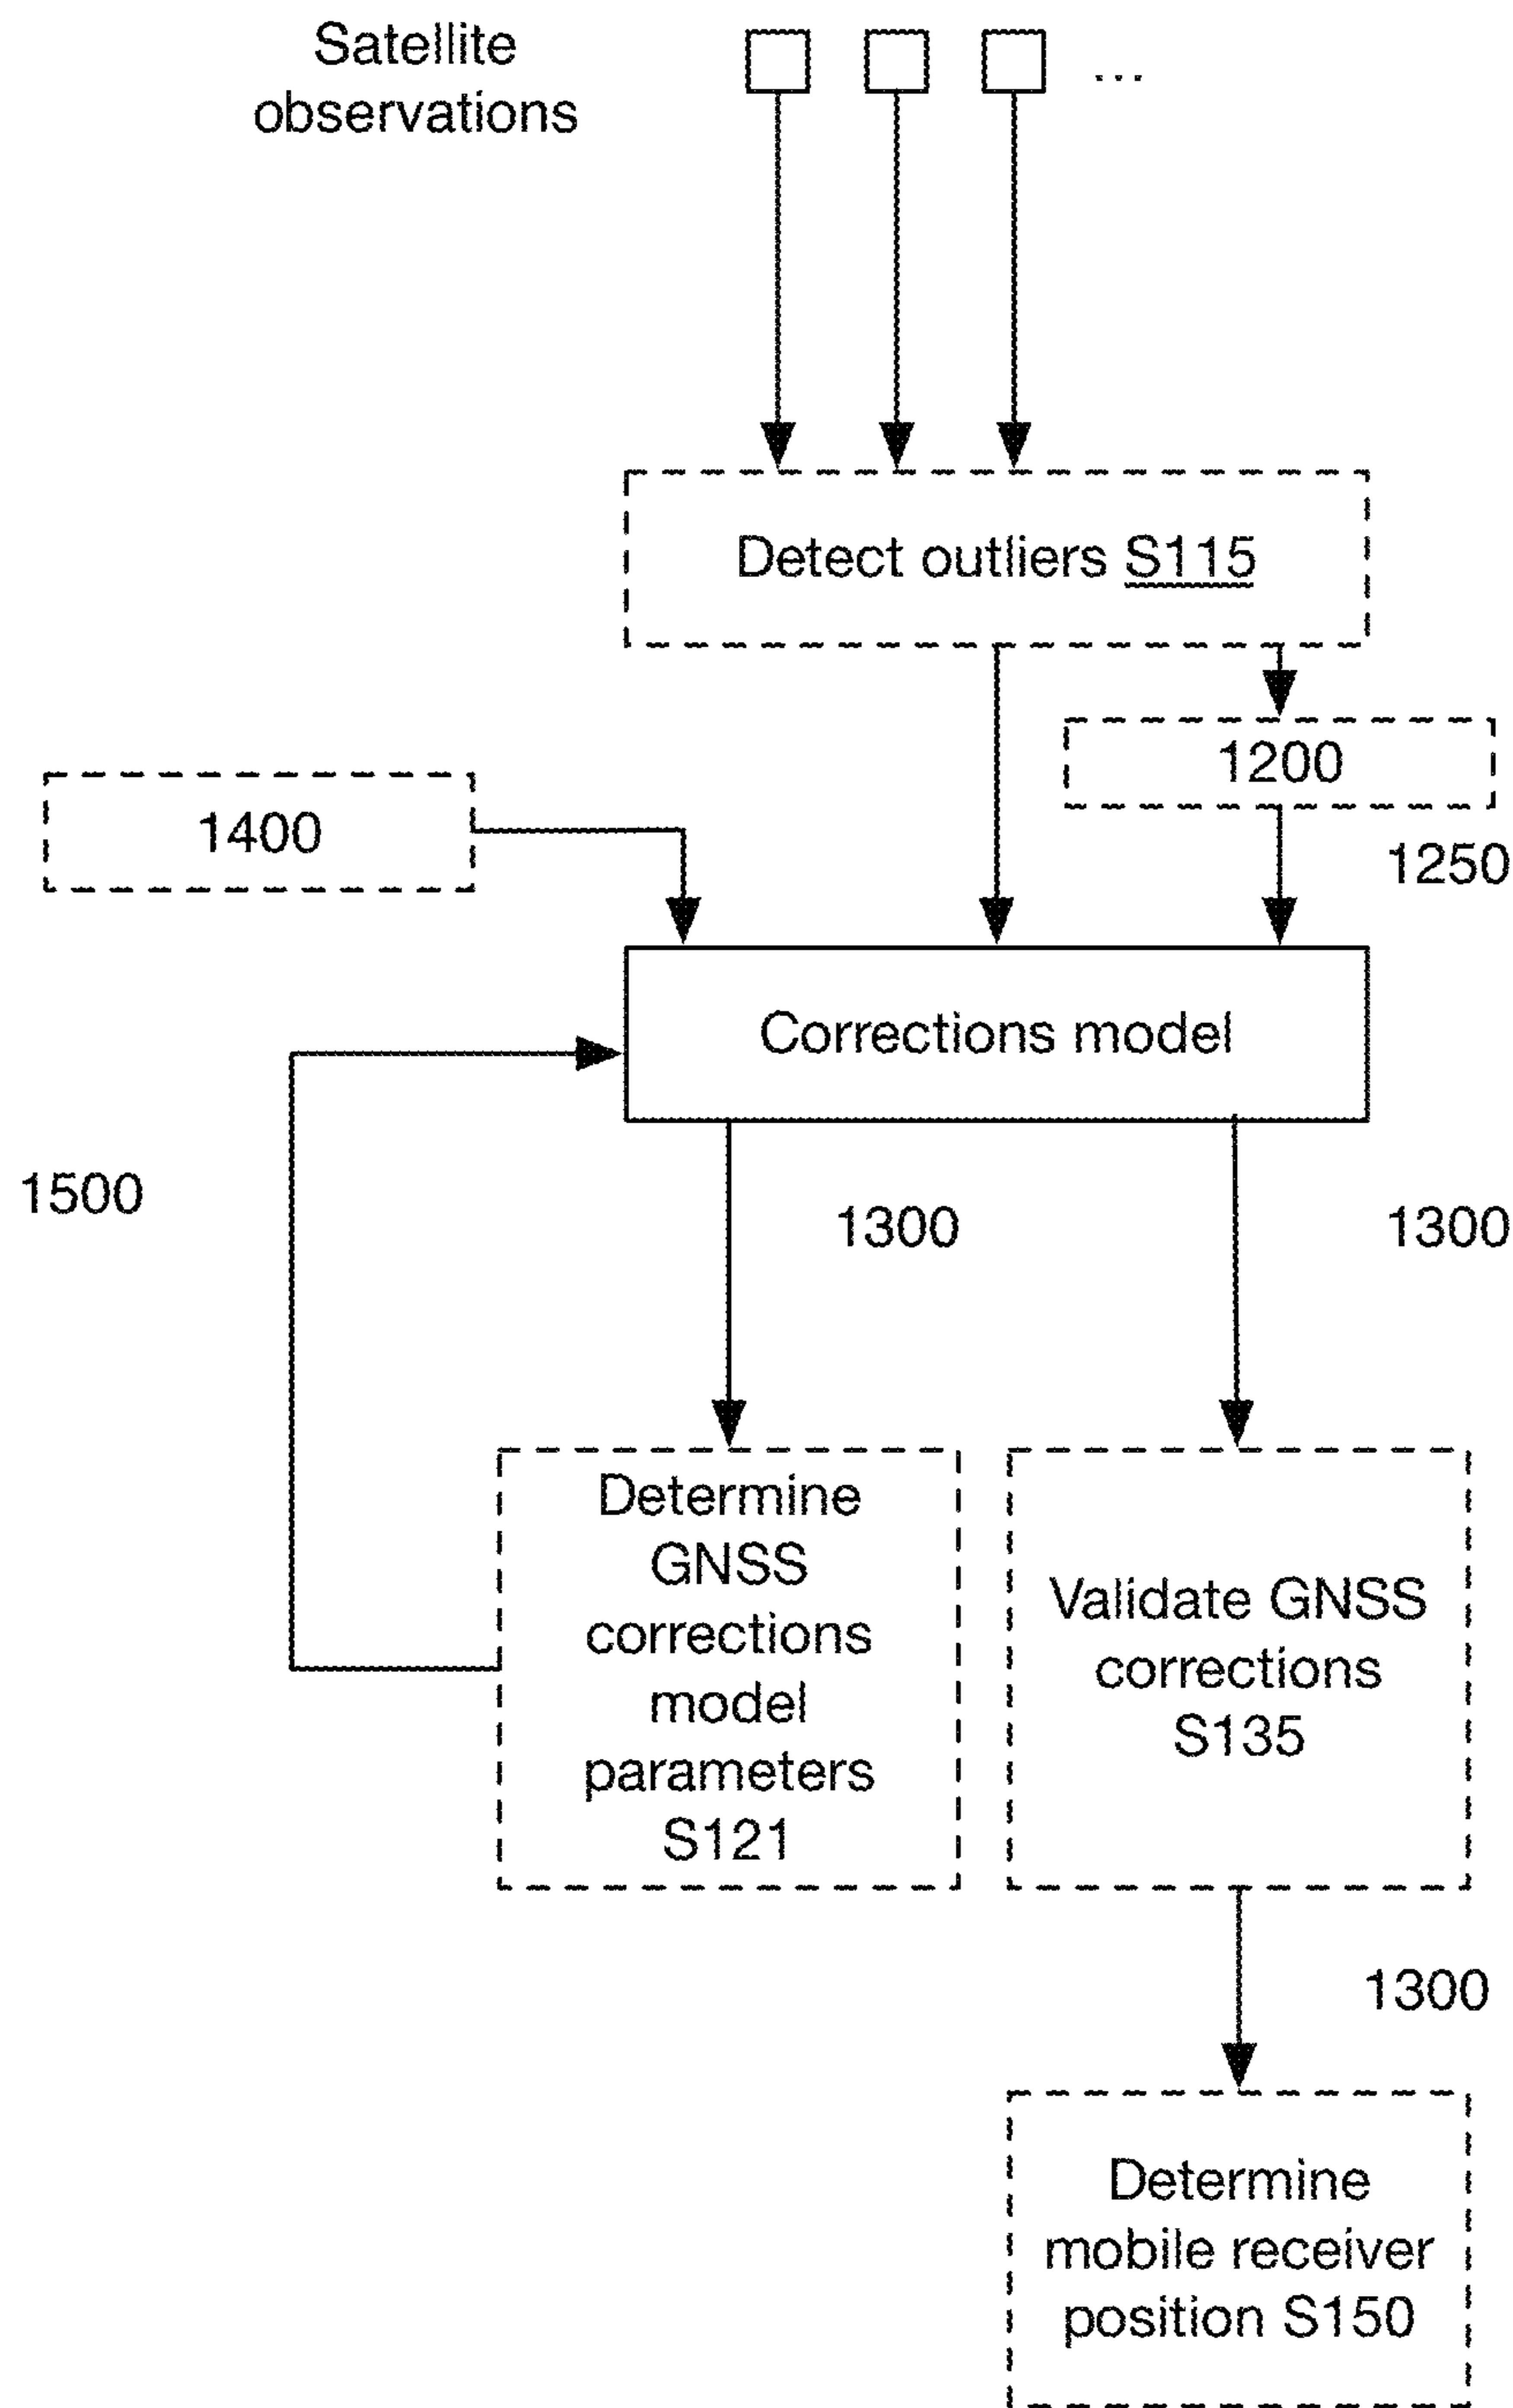 Satellite
observations
...
Detect outliers S115
1200
1400
1250
Corrections model
1500
1300
1300
Determine
GNSS
corrections
model
parameters
S121
Validate GNSS
corrections
S135
1300
Determine
mobile receiver
position S150